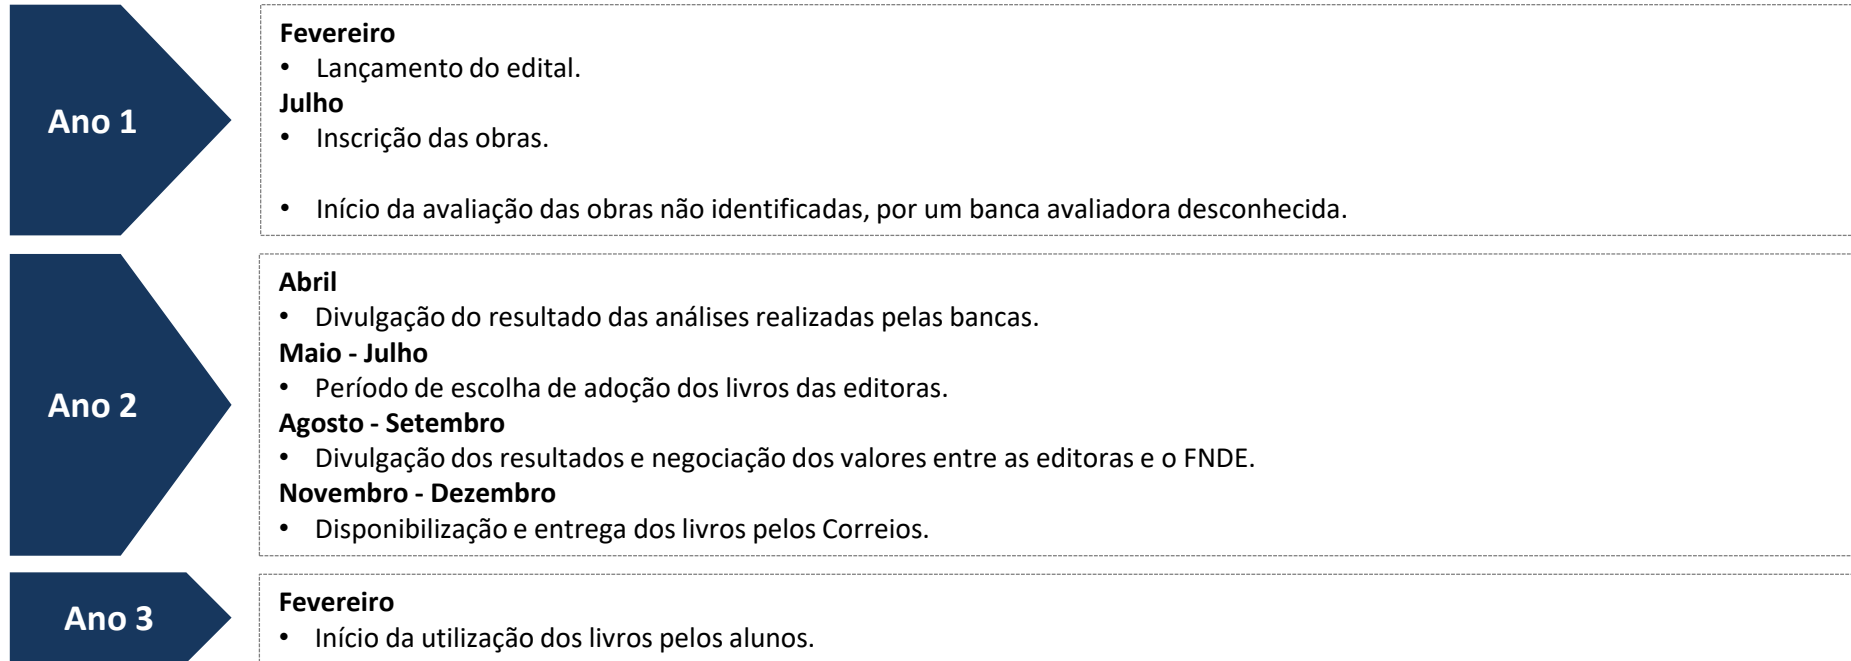 Ano 1
Fevereiro
• Lançamento do edital.
Julho
• Inscrição das obras.
• Início da avaliação das obras não identificadas, por um banca avaliadora desconhecida.
Ano 2
Abril
• Divulgação do resultado das análises realizadas pelas bancas.
Maio - Julho
• Período de escolha de adoção dos livros das editoras.
Agosto - Setembro
• Divulgação dos resultados e negociação dos valores entre as editoras e o FNDE.
Novembro - Dezembro
• Disponibilização e entrega dos livros pelos Correios.
Ano 3
Fevereiro
• Início da utilização dos livros pelos alunos.